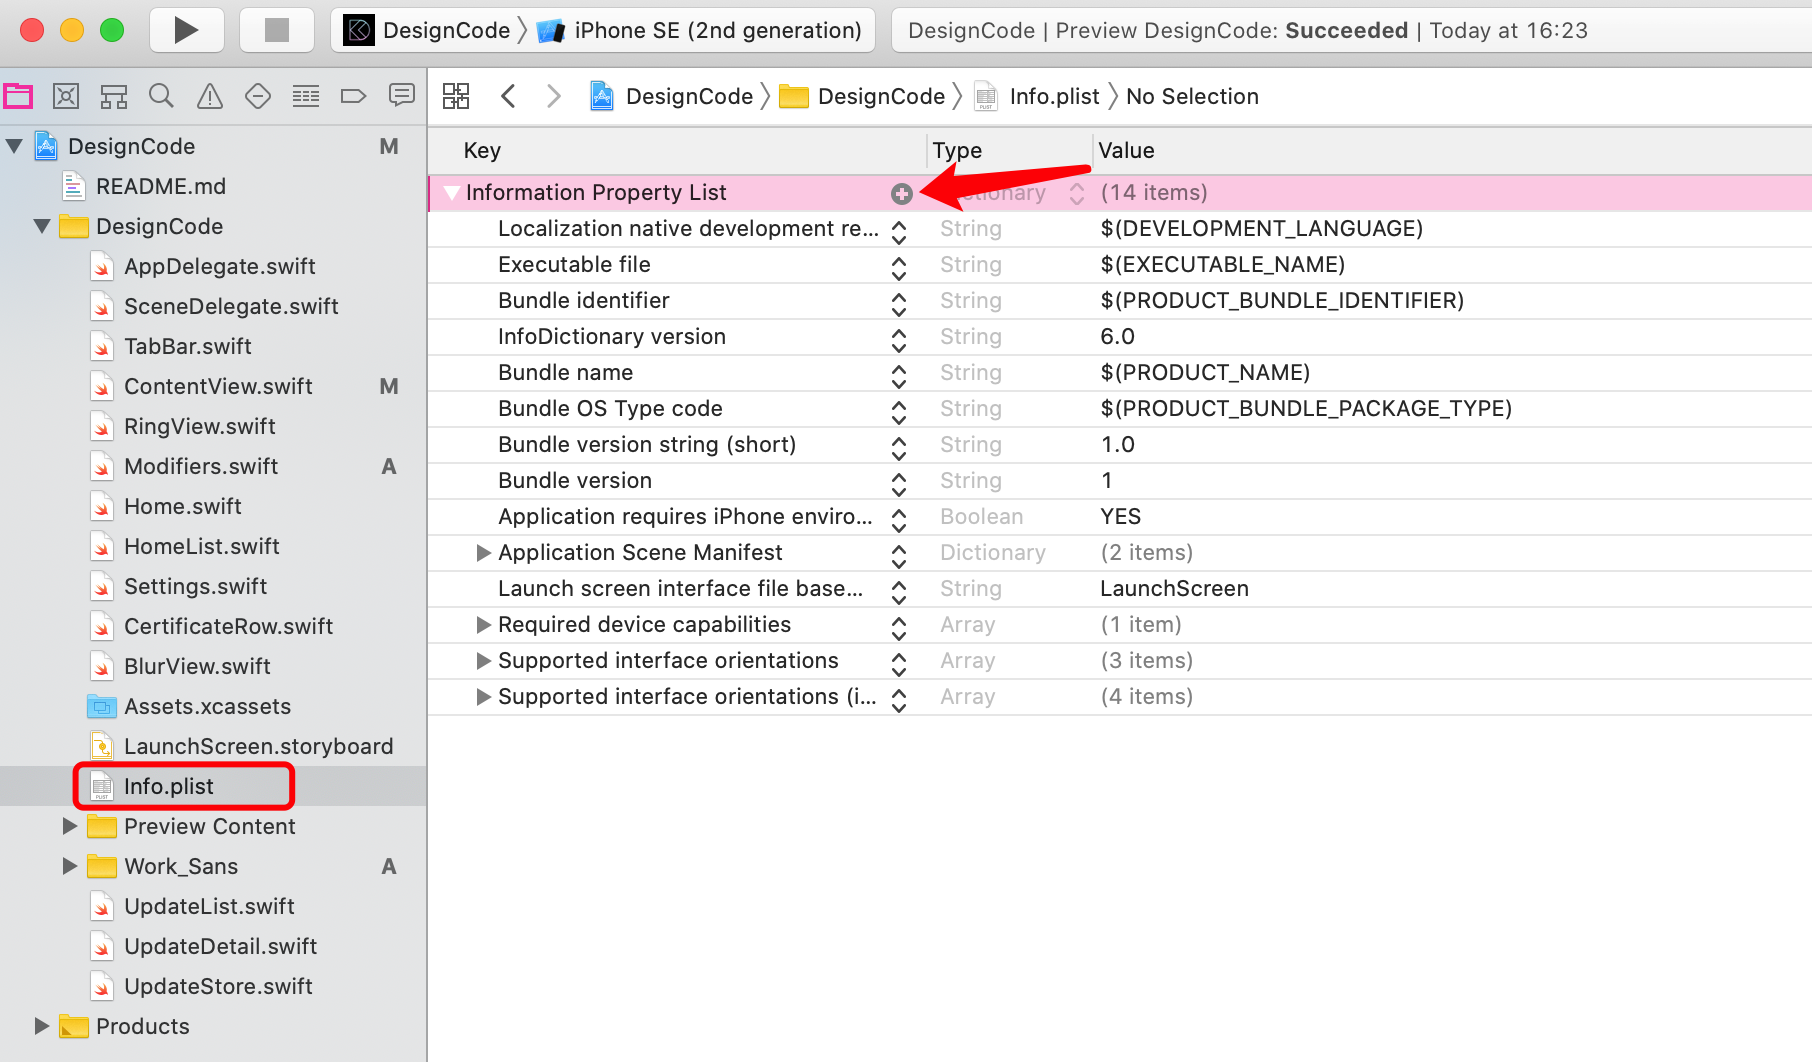 DesignCode
iPhone SE (2nd generation)
DesignCode | Preview DesignCode: Succeeded | Today at 16:23
DesignCode
DesignCode
Info.plist
No Selection
DesignCode M
README.md
DesignCode
AppDelegate.swift
SceneDelegate.swift
TabBar.swift
ContentView.swift M
RingView.swift
Modifiers.swift A
Home.swift
HomeList.swift
Settings.swift
CertificateRow.swift
BlurView.swift
Assets.xcassets
LaunchScreen.storyboard
Info.plist
Preview Content
Work_Sans A
UpdateList.swift
UpdateDetail.swift
UpdateStore.swift
Products
Key Type Value
Information Property List (14 items)
Localization native development re... String $(DEVELOPMENT_LANGUAGE)
Executable file String $(EXECUTABLE_NAME)
Bundle identifier String $(PRODUCT_BUNDLE_IDENTIFIER)
InfoDictionary version String 6.0
Bundle name String $(PRODUCT_NAME)
Bundle OS Type code String $(PRODUCT_BUNDLE_PACKAGE_TYPE)
Bundle version string (short) String 1.0
Bundle version String 1
Application requires iPhone enviro... Boolean YES
Application Scene Manifest Dictionary (2 items)
Launch screen interface file base... String LaunchScreen
Required device capabilities Array (1 item)
Supported interface orientations Array (3 items)
Supported interface orientations (i... Array (4 items)